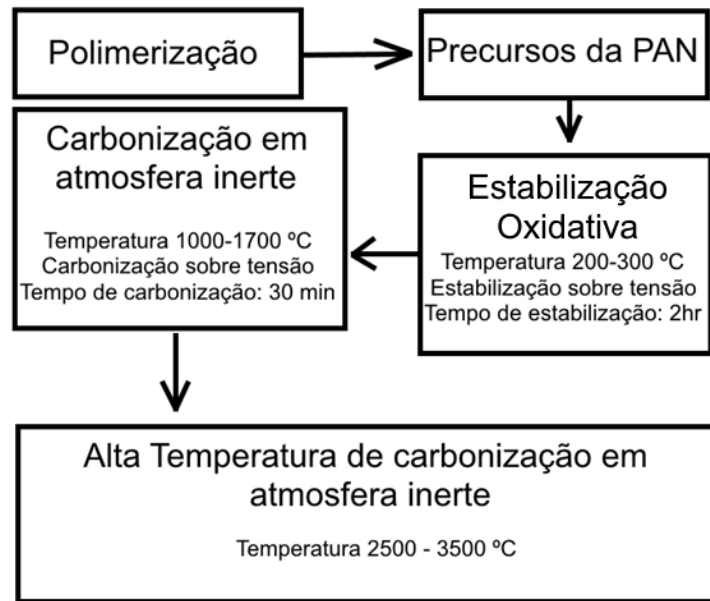 Polimerização
Precursos da PAN
Estabilização
Oxidativa
Temperatura 200-300 ºC
Estabilização sobre tensão
Tempo de estabilização: 2hr
Carbonização em
atmosfera inerte
Temperatura 1000-1700 ºC
Carbonização sobre tensão
Tempo de carbonização: 30 min
Alta Temperatura de carbonização em
atmosfera inerte
Temperatura 2500 - 3500 ºC